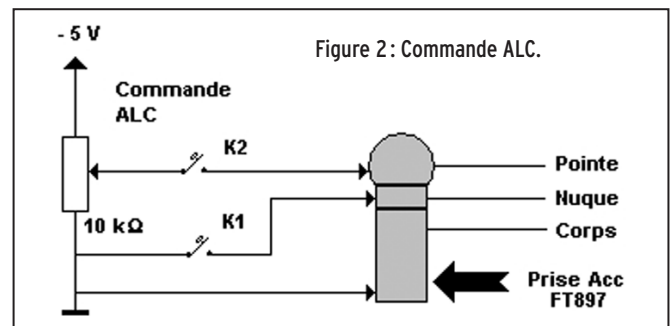 - 5 V
Figure 2 : Commande ALC.
Commande
ALC
K2
Pointe
Nuque
10 kΩ
K1
Corps
Prise Acc
FT897